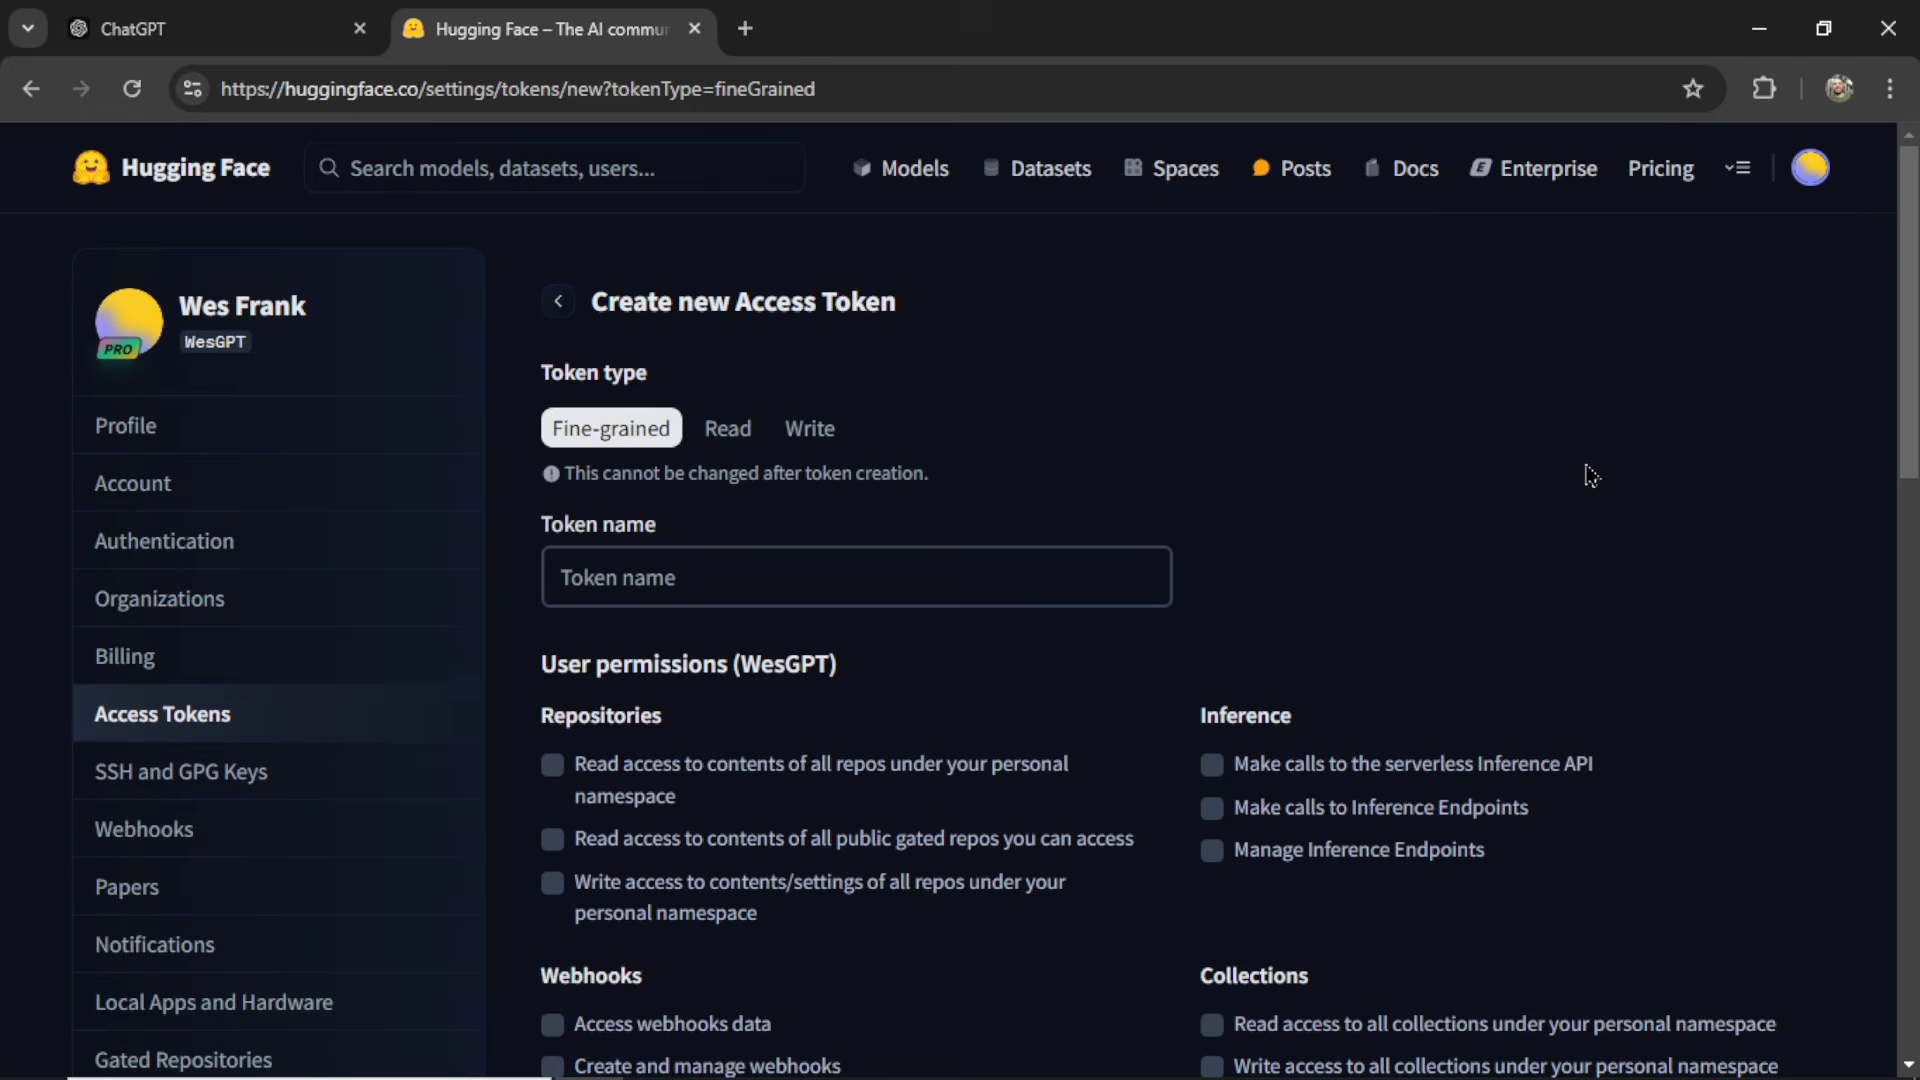 ChatGPT
Hugging Face – The AI commu
https://huggingface.co/settings/tokens/new?tokenType=fineGrained
Hugging Face
Search models, datasets, users...
Models
Datasets
Spaces
Posts
Docs
Enterprise
Pricing
Wes Frank
PRO
WesGPT
Profile
Account
Authentication
Organizations
Billing
Access Tokens
SSH and GPG Keys
Webhooks
Papers
Notifications
Local Apps and Hardware
Gated Repositories
Create new Access Token
Token type
Fine-grained Read Write
This cannot be changed after token creation.
Token name
Token name
User permissions (WesGPT)
Repositories
Read access to contents of all repos under your personal
namespace
Read access to contents of all public gated repos you can access
Write access to contents/settings of all repos under your
personal namespace
Inference
Make calls to the serverless Inference API
Make calls to Inference Endpoints
Manage Inference Endpoints
Webhooks
Access webhooks data
Create and manage webhooks
Collections
Read access to all collections under your personal namespace
Write access to all collections under your personal namespace